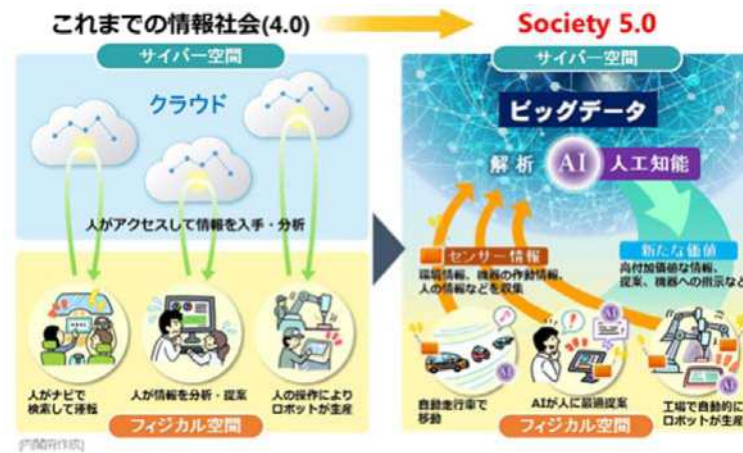 これまでの情報社会(4.0)
Society 5.0
サイバー空間
クラウド
人がアクセスして情報を入手・分析
人がナビで
検索して運転
人が情報を分析・提案
人の操作により
ロボットが生産
フィジカル空間
サイバー空間
ビッグデータ
解析 AI 人工知能
センサー情報
環境情報、機器の作動情報、
人の情報などを収集
新たな価値
高付加価値な情報、
提案、機器への指示など
AI
AI
AI
自動走行車で
移動
AIが人に最適提案
工場で自動的に
ロボットが生産
フィジカル空間
[内閣府作成]